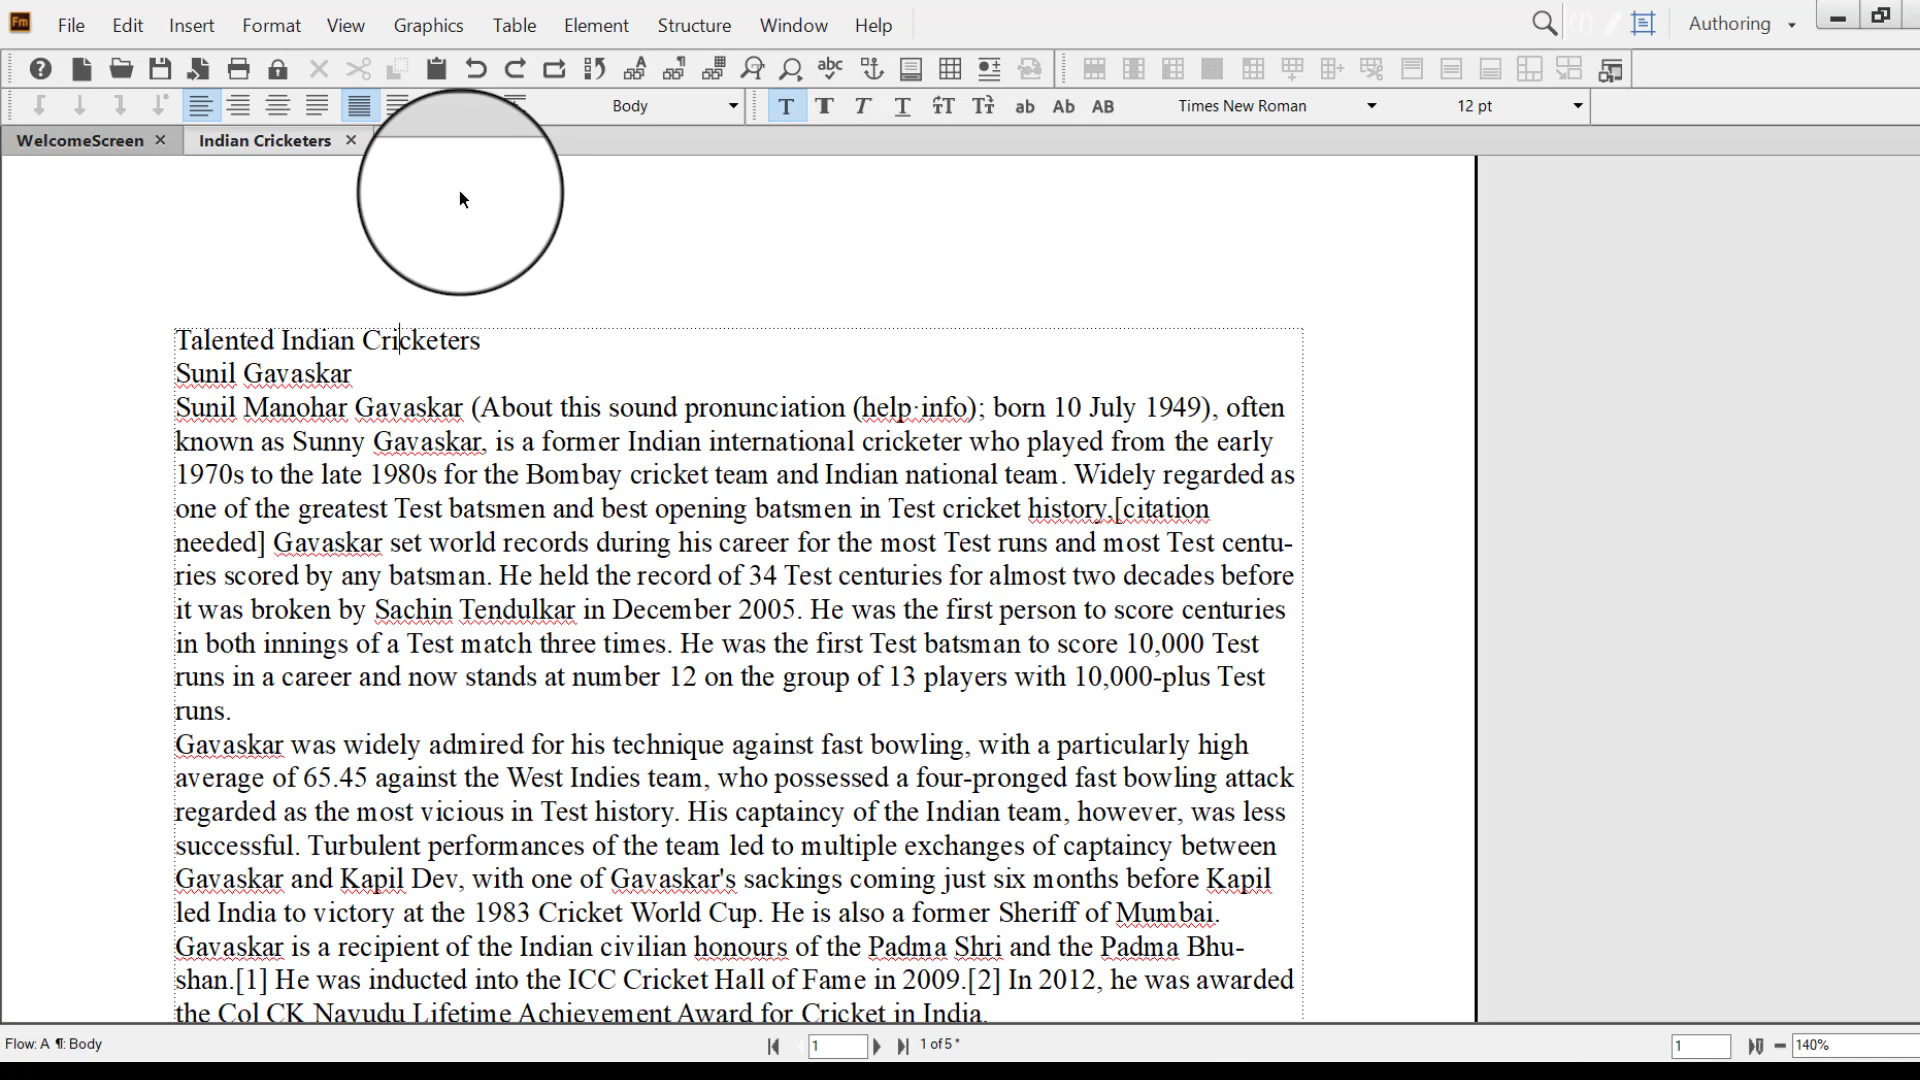 Fm File Edit Insert Format View Graphics Table Element Structure Window Help Authoring
abc
Body T T T T T T ab Ab AB Times New Roman 12 pt
WelcomeScreen Indian Cricketers
Talented Indian Cricketers
Sunil Gavaskar
Sunil Manohar Gavaskar (About this sound pronunciation (help·info); born 10 July 1949), often
known as Sunny Gavaskar, is a former Indian international cricketer who played from the early
1970s to the late 1980s for the Bombay cricket team and Indian national team. Widely regarded as
one of the greatest Test batsmen and best opening batsmen in Test cricket history,[citation
needed] Gavaskar set world records during his career for the most Test runs and most Test centu-
ries scored by any batsman. He held the record of 34 Test centuries for almost two decades before
it was broken by Sachin Tendulkar in December 2005. He was the first person to score centuries
in both innings of a Test match three times. He was the first Test batsman to score 10,000 Test
runs in a career and now stands at number 12 on the group of 13 players with 10,000-plus Test
runs.
Gavaskar was widely admired for his technique against fast bowling, with a particularly high
average of 65.45 against the West Indies team, who possessed a four-pronged fast bowling attack
regarded as the most vicious in Test history. His captaincy of the Indian team, however, was less
successful. Turbulent performances of the team led to multiple exchanges of captaincy between
Gavaskar and Kapil Dev, with one of Gavaskar's sackings coming just six months before Kapil
led India to victory at the 1983 Cricket World Cup. He is also a former Sheriff of Mumbai.
Gavaskar is a recipient of the Indian civilian honours of the Padma Shri and the Padma Bhu-
shan.[1] He was inducted into the ICC Cricket Hall of Fame in 2009.[2] In 2012, he was awarded
the Col CK Nayudu Lifetime Achievement Award for Cricket in India.
Flow: A ¶: Body 1 1 of 5 * 1 140%